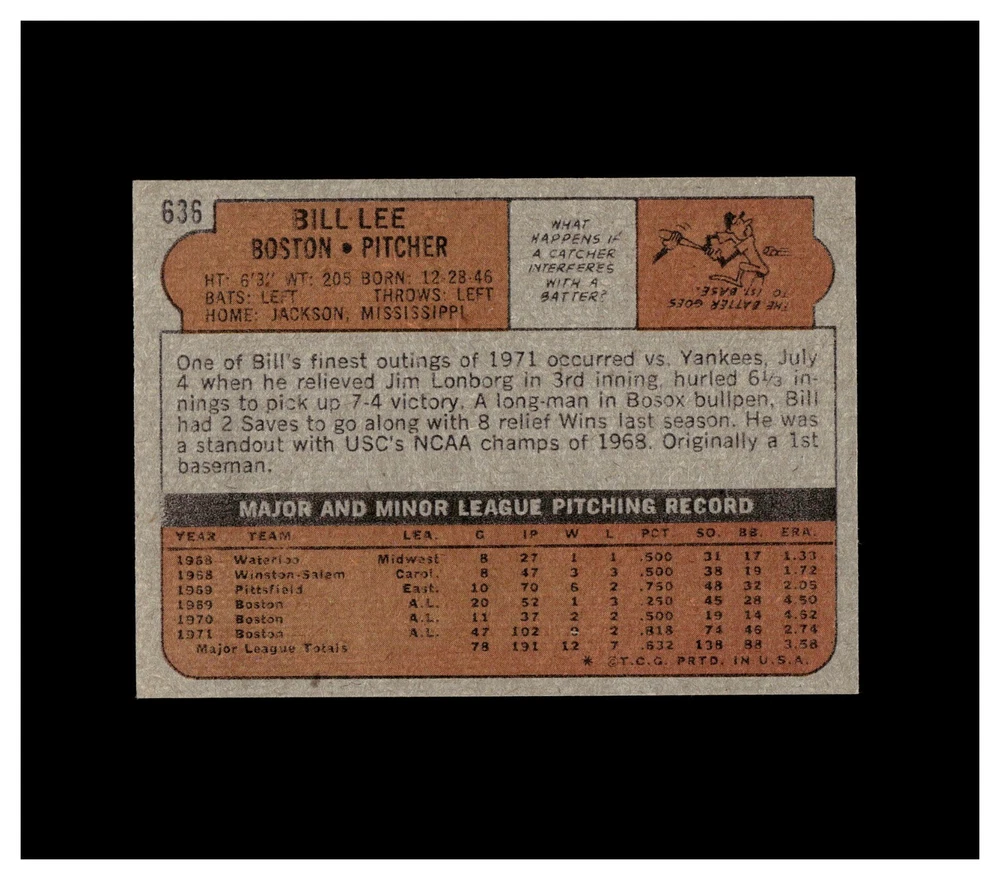 636
BILL LEE
BOSTON • PITCHER
HT: 6'3" WT: 205 BORN: 12-28-46
BATS: LEFT THROWS: LEFT
HOME: JACKSON, MISSISSIPPI
WHAT
HAPPENS IF
A CATCHER
INTERFERES
WITH A
BATTER?
THE BATTER GOES
TO 1ST BASE.
One of Bill's finest outings of 1971 occurred vs. Yankees, July
4 when he relieved Jim Lonborg in 3rd inning, hurled 6⅓ in-
nings to pick up 7-4 victory. A long-man in Bosox bullpen, Bill
had 2 Saves to go along with 8 relief Wins last season. He was
a standout with USC's NCAA champs of 1968. Originally a 1st
baseman.
MAJOR AND MINOR LEAGUE PITCHING RECORD
YEAR TEAM LEA. G IP W L PCT SO. BB. ERA.
1968 Waterloo Midwest 8 27 1 1 .500 31 17 1.33
1968 Winston-Salem Carol. 8 47 3 3 .500 38 19 1.72
1969 Pittsfield East. 10 70 6 2 .750 48 32 2.05
1969 Boston A.L. 20 52 1 3 .250 45 28 4.50
1970 Boston A.L. 11 37 2 2 .500 19 14 4.62
1971 Boston A.L. 47 102 9 2 .818 74 46 2.74
Major League Totals 78 191 12 7 .632 138 88 3.58
* ©T.C.G. PRTD. IN U.S.A.